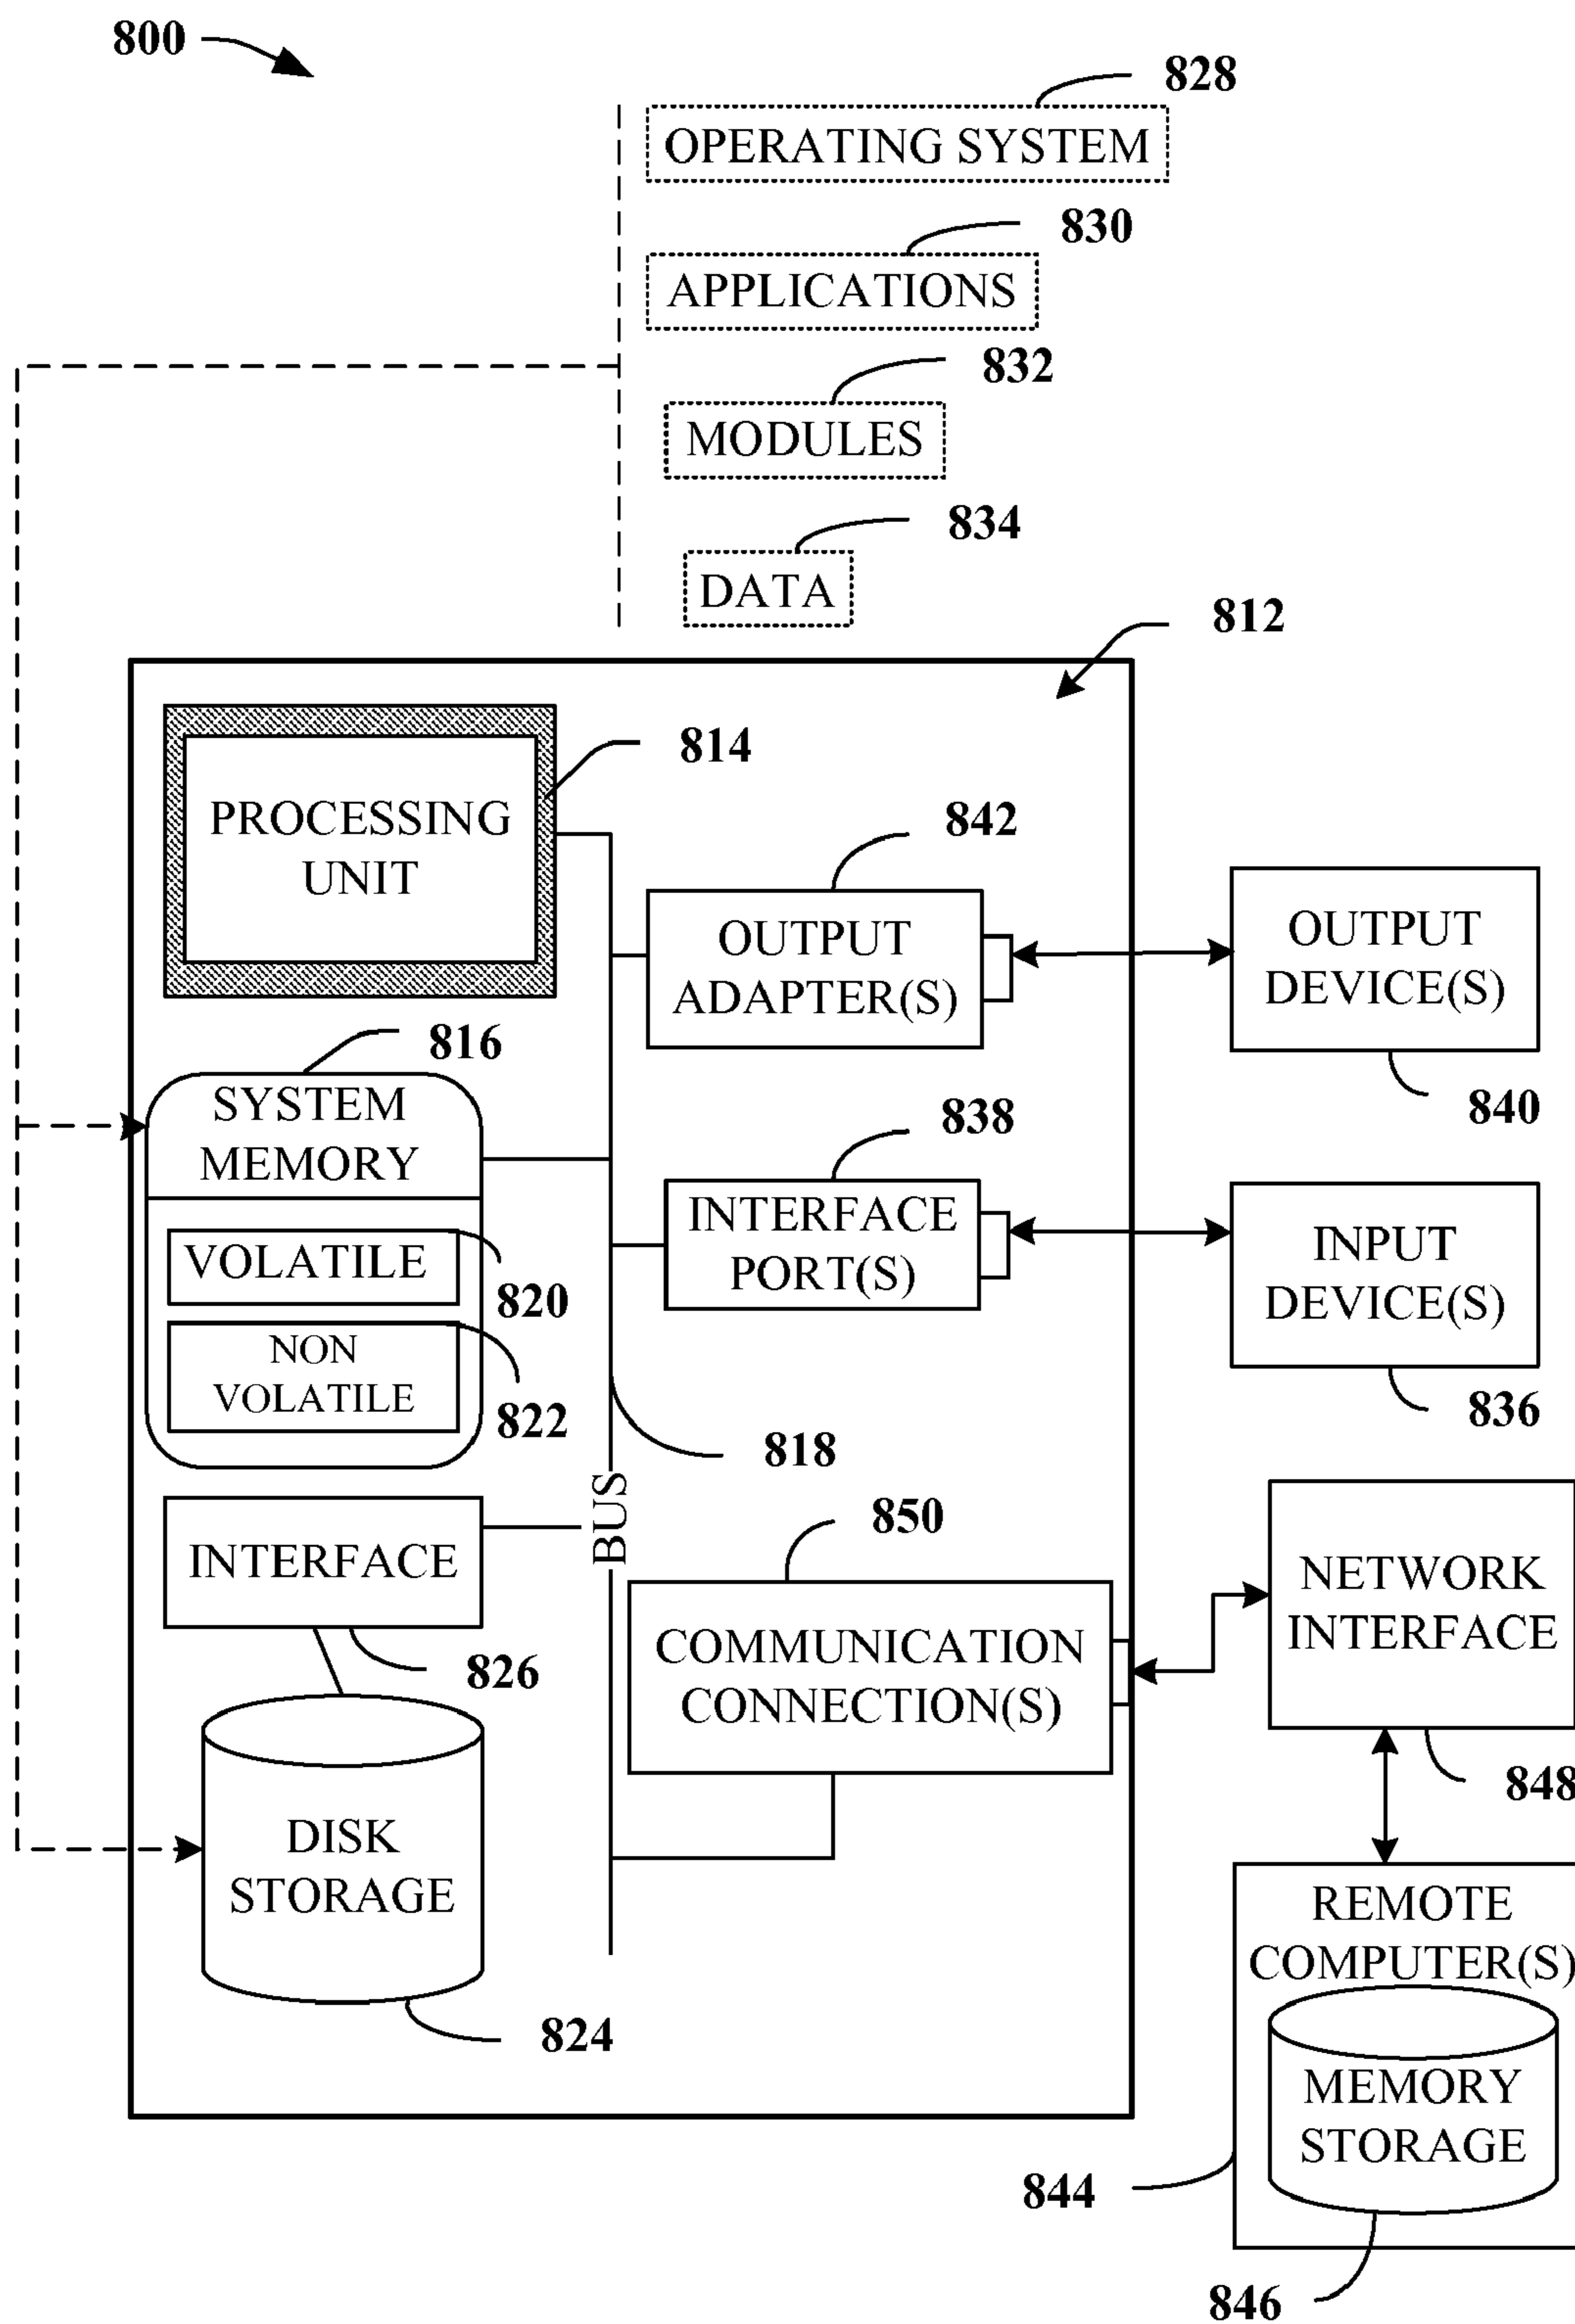 800
828
OPERATING SYSTEM
830
APPLICATIONS
832
MODULES
834
DATA
812
814
PROCESSING
UNIT
842
OUTPUT
ADAPTER(S)
OUTPUT
DEVICE(S)
840
816
SYSTEM
MEMORY
838
INTERFACE
PORT(S)
INPUT
DEVICE(S)
836
VOLATILE
820
NON
VOLATILE
822
818
BUS
INTERFACE
826
850
COMMUNICATION
CONNECTION(S)
NETWORK
INTERFACE
848
DISK
STORAGE
824
REMOTE
COMPUTER(S)
MEMORY
STORAGE
844
846